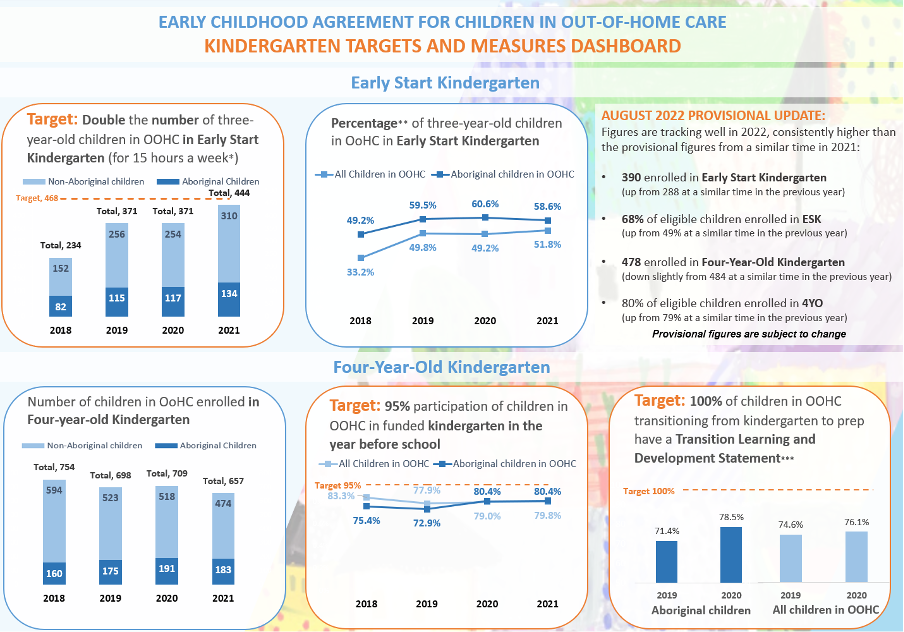 EARLY CHILDHOOD AGREEMENT FOR CHILDREN IN OUT-OF-HOME CARE
KINDERGARTEN TARGETS AND MEASURES DASHBOARD
Early Start Kindergarten
Target: Double the number of three-
year-old children in OOHC in Early Start
Kindergarten (for 15 hours a week*)
Non-Aboriginal children Aboriginal Children
Target, 468
Total, 444
Total, 371 Total, 371
Total, 234
310
256 254
152
82 115 117 134
2018 2019 2020 2021
Percentage** of three-year-old children
in OoHC in Early Start Kindergarten
All Children in OOHC Aboriginal children in OOHC
49.2% 59.5% 60.6% 58.6%
33.2% 49.8% 49.2% 51.8%
2018 2019 2020 2021
AUGUST 2022 PROVISIONAL UPDATE:
Figures are tracking well in 2022, consistently higher than
the provisional figures from a similar time in 2021:
• 390 enrolled in Early Start Kindergarten
(up from 288 at a similar time in the previous year)
• 68% of eligible children enrolled in ESK
(up from 49% at a similar time in the previous year)
• 478 enrolled in Four-Year-Old Kindergarten
(down slightly from 484 at a similar time in the previous year)
• 80% of eligible children enrolled in 4YO
(up from 79% at a similar time in the previous year)
Provisional figures are subject to change
Four-Year-Old Kindergarten
Number of children in OoHC enrolled in
Four-year-old Kindergarten
Non-Aboriginal children Aboriginal Children
Total, 754 Total, 698 Total, 709 Total, 657
594 523 518 474
160 175 191 183
2018 2019 2020 2021
Target: 95% participation of children in
OOHC in funded kindergarten in the
year before school
All Children in OOHC Aboriginal children in OOHC
Target 95%
83.3% 77.9% 80.4% 80.4%
75.4% 72.9% 79.0% 79.8%
2018 2019 2020 2021
Target: 100% of children in OOHC
transitioning from kindergarten to prep
have a Transition Learning and
Development Statement***
Target 100%
71.4% 78.5% 74.6% 76.1%
2019 2020 2019 2020
Aboriginal children All children in OOHC